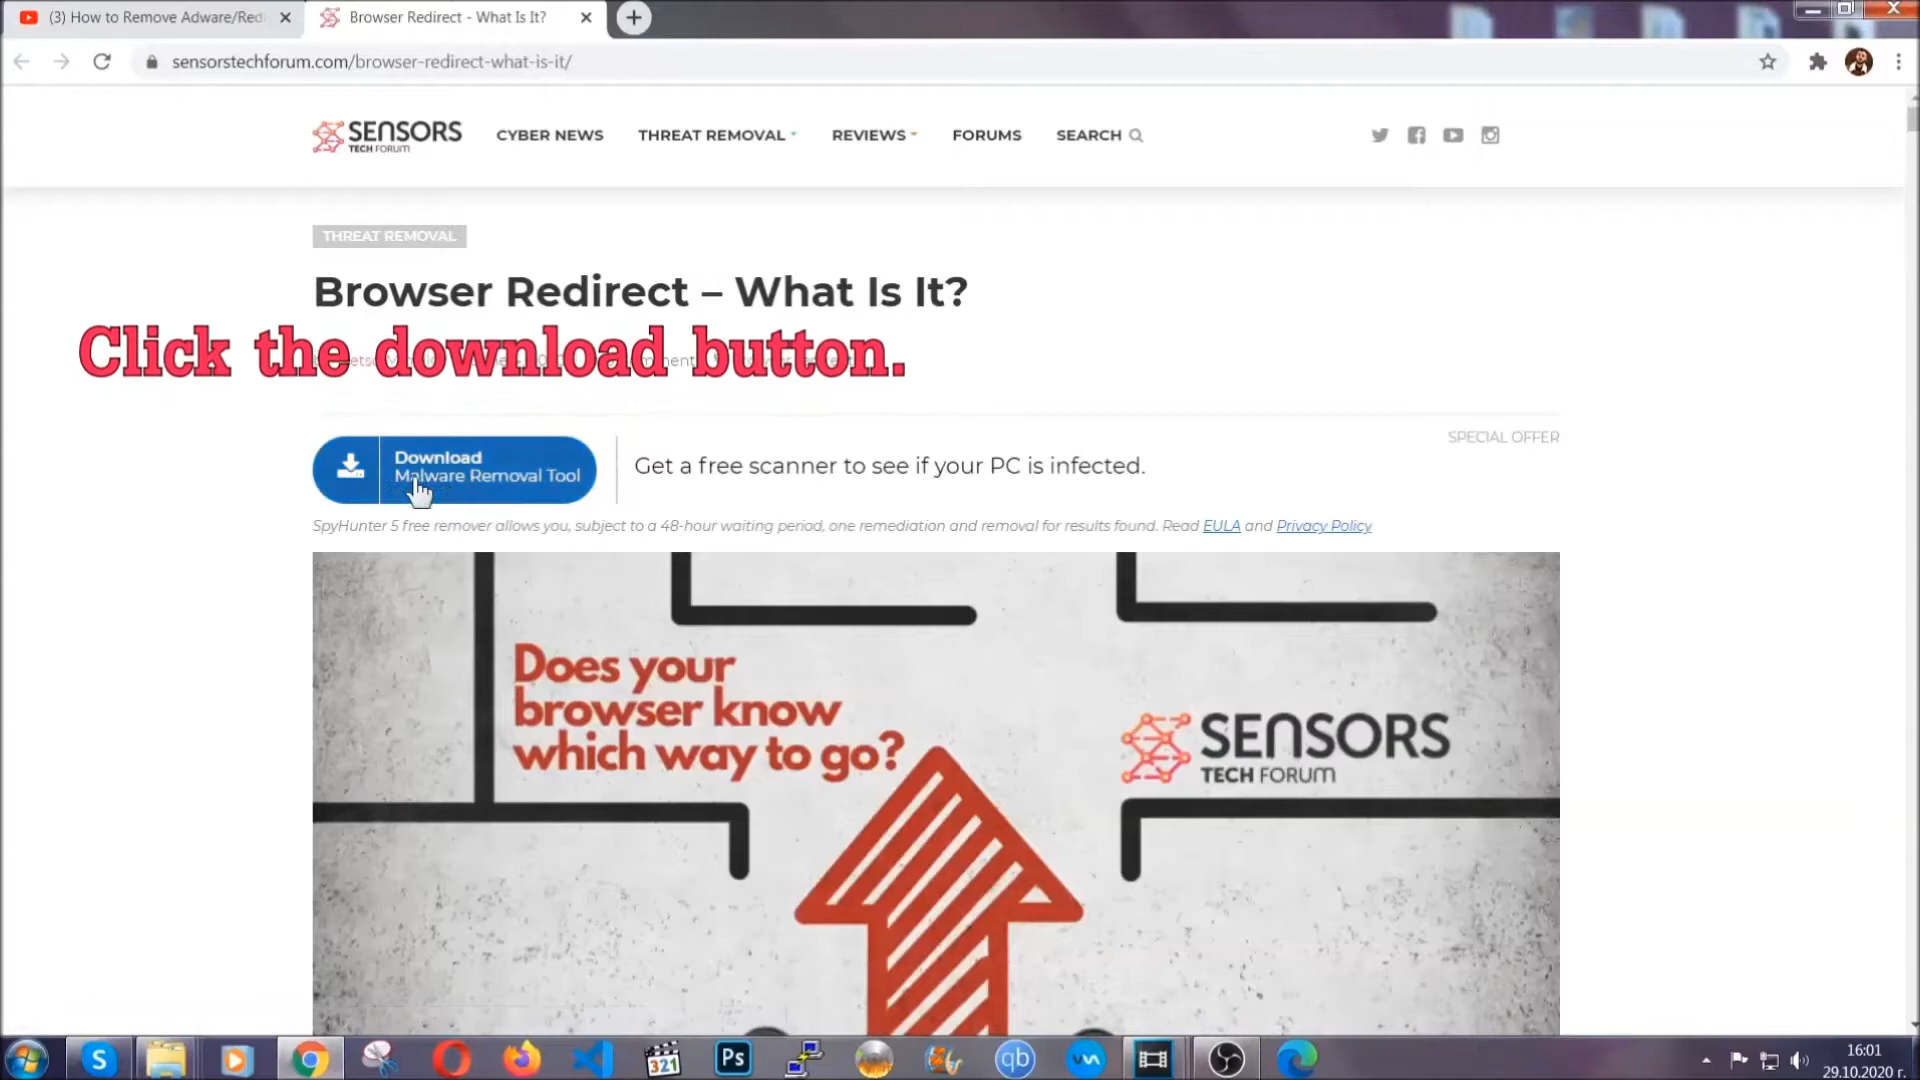 (3) How to Remove Adware/Red
Browser Redirect - What Is It?
sensorstechforum.com/browser-redirect-what-is-it/
SENSORS
TECH FORUM
CYBER NEWS
THREAT REMOVAL
REVIEWS
FORUMS
SEARCH
THREAT REMOVAL
Browser Redirect – What Is It?
Click the download button.
SPECIAL OFFER
Download
Malware Removal Tool
Get a free scanner to see if your PC is infected.
SpyHunter 5 free remover allows you, subject to a 48-hour waiting period, one remediation and removal for results found. Read EULA and Privacy Policy
Does your
browser know
which way to go?
SENSORS
TECH FORUM
S
321
Ps
qb
16:01
29.10.2020 г.